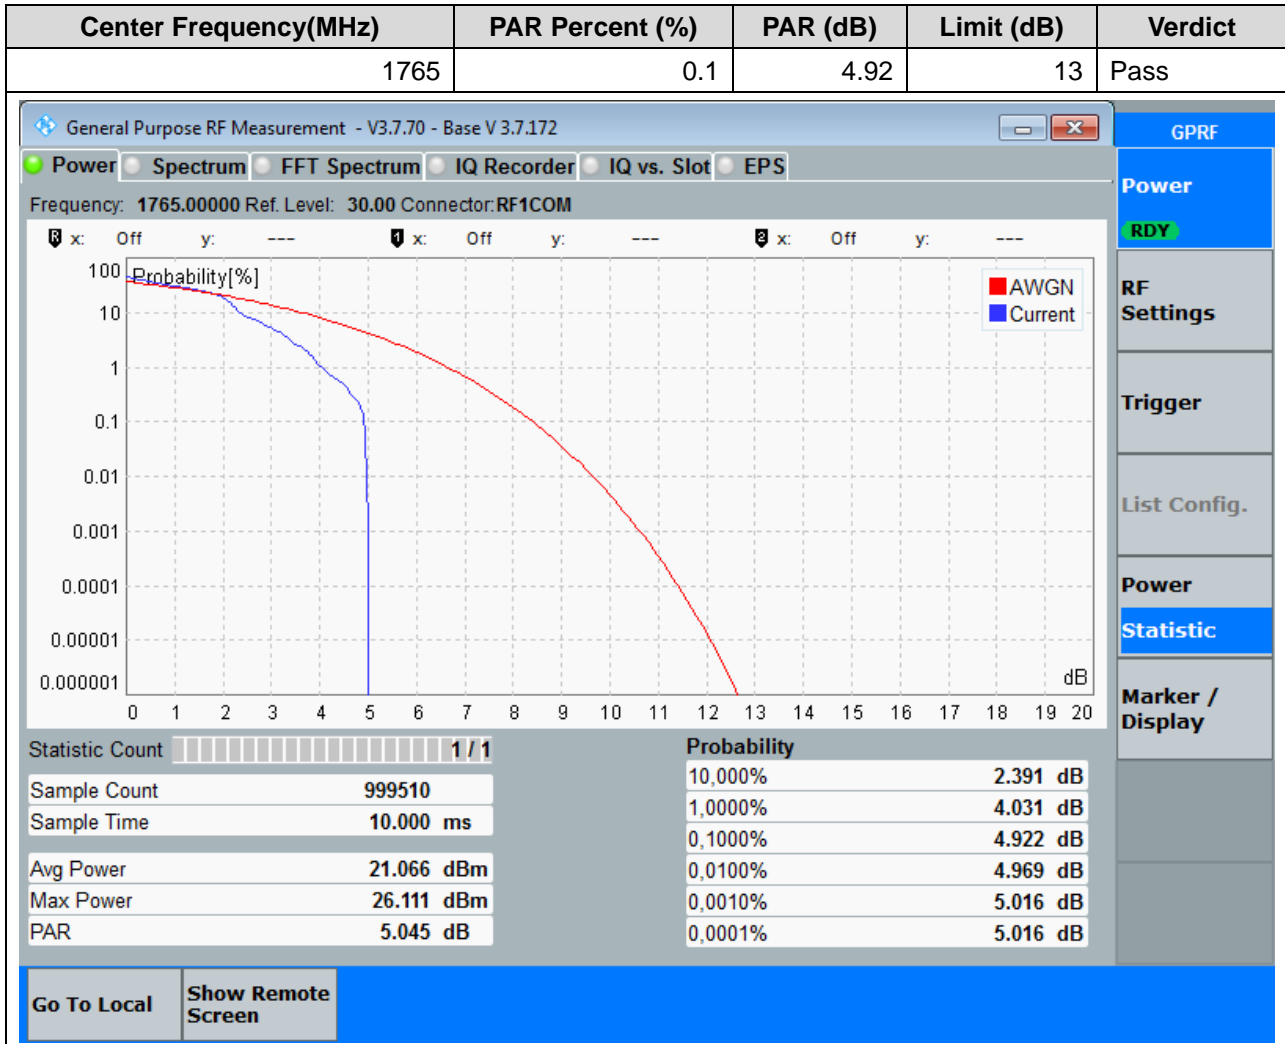 Center Frequency(MHz) PAR Percent (%) PAR (dB) Limit (dB) Verdict
1765 0.1 4.92 13 Pass
General Purpose RF Measurement - V3.7.70 - Base V 3.7.172
GPRF
Power Spectrum FFT Spectrum IQ Recorder IQ vs. Slot EPS
Frequency: 1765.00000 Ref. Level: 30.00 Connector: RF1COM
R x: Off y: --- 1 x: Off y: --- 2 x: Off y: ---
Probability[%]
100
10
1
0.1
0.01
0.001
0.0001
0.00001
0.000001
AWGN
Current
dB
0 1 2 3 4 5 6 7 8 9 10 11 12 13 14 15 16 17 18 19 20
Statistic Count 1 / 1
Sample Count 999510
Sample Time 10.000 ms
Avg Power 21.066 dBm
Max Power 26.111 dBm
PAR 5.045 dB
Probability
10,000% 2.391 dB
1,0000% 4.031 dB
0,1000% 4.922 dB
0,0100% 4.969 dB
0,0010% 5.016 dB
0,0001% 5.016 dB
Power
RDY
RF
Settings
Trigger
List Config.
Power
Statistic
Marker /
Display
Go To Local
Show Remote
Screen